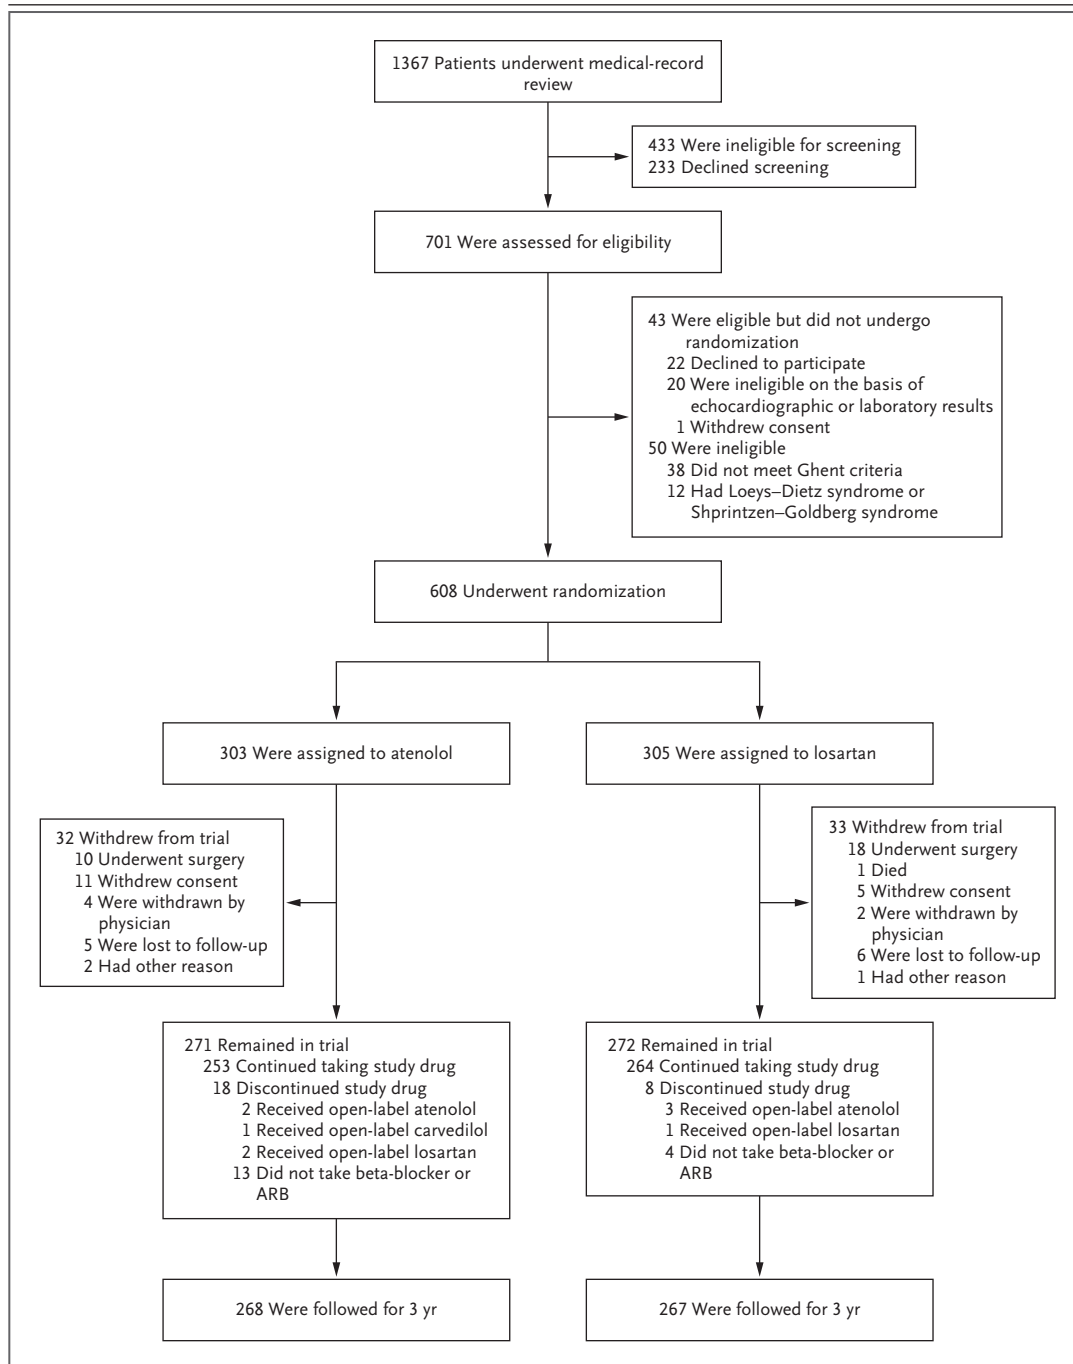 1367 Patients underwent medical-record
review
433 Were ineligible for screening
233 Declined screening
701 Were assessed for eligibility
43 Were eligible but did not undergo
randomization
22 Declined to participate
20 Were ineligible on the basis of
echocardiographic or laboratory results
1 Withdrew consent
50 Were ineligible
38 Did not meet Ghent criteria
12 Had Loeys–Dietz syndrome or
Shprintzen–Goldberg syndrome
608 Underwent randomization
303 Were assigned to atenolol
305 Were assigned to losartan
32 Withdrew from trial
10 Underwent surgery
11 Withdrew consent
4 Were withdrawn by
physician
5 Were lost to follow-up
2 Had other reason
33 Withdrew from trial
18 Underwent surgery
1 Died
5 Withdrew consent
2 Were withdrawn by
physician
6 Were lost to follow-up
1 Had other reason
271 Remained in trial
253 Continued taking study drug
18 Discontinued study drug
2 Received open-label atenolol
1 Received open-label carvedilol
2 Received open-label losartan
13 Did not take beta-blocker or
ARB
272 Remained in trial
264 Continued taking study drug
8 Discontinued study drug
3 Received open-label atenolol
1 Received open-label losartan
4 Did not take beta-blocker or
ARB
268 Were followed for 3 yr
267 Were followed for 3 yr